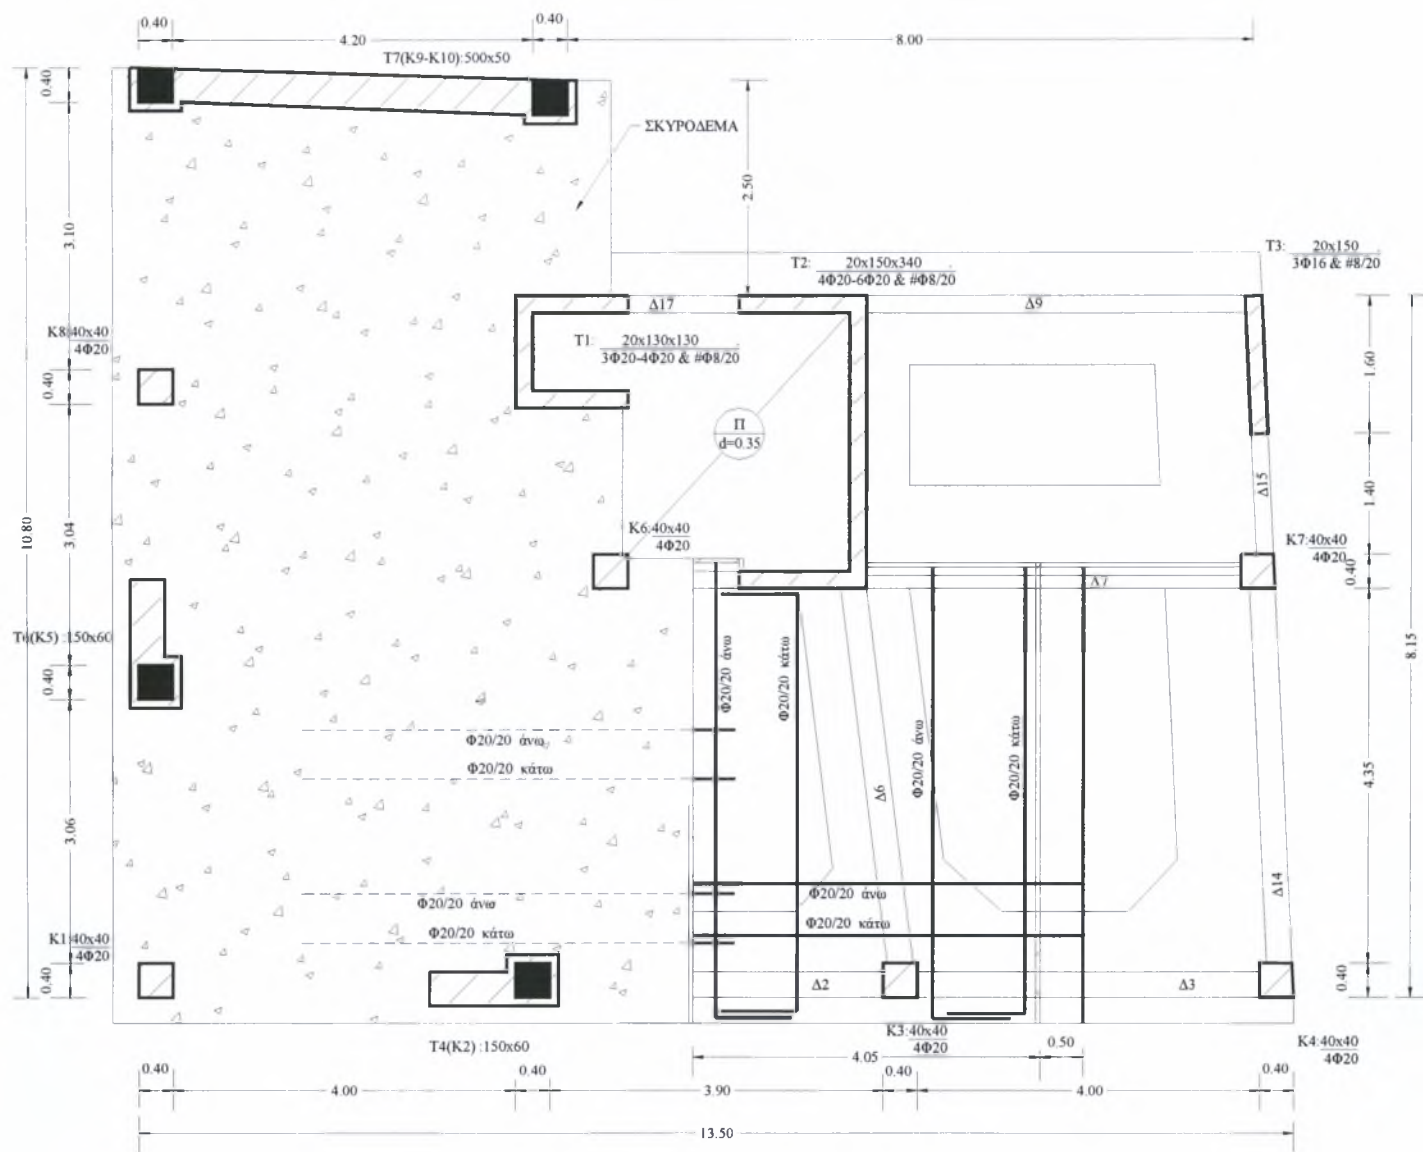 0.40
0.40
4.20
8.00
T7(K9-K10):500x50
0.40
ΣΚΥΡΟΔΕΜΑ
2.50
3.10
T2: 20x150x340
4Φ20-6Φ20 & #Φ8/20
T3: 20x150
3Φ16 & #8/20
Δ17
Δ9
K8:40x40
4Φ20
T1: 20x130x130
3Φ20-4Φ20 & #Φ8/20
1.60
0.40
Π
d=0.35
Δ15
1.40
10.80
3.04
K6:40x40
4Φ20
K7:40x40
4Φ20
0.40
Δ7
T6(K5) :150x60
Φ20/20 άνω
Φ20/20 κάτω
8.15
0.40
Φ20/20 άνω
Φ20/20 κάτω
Φ20/20 άνω
Φ20/20 κάτω
Δ6
4.35
3.06
Φ20/20 άνω
Φ20/20 κάτω
Φ20/20 άνω
Φ20/20 κάτω
Δ14
K1:40x40
4Φ20
0.40
Δ2
Δ3
0.40
T4(K2) :150x60
K3:40x40
4Φ20
K4:40x40
4Φ20
4.05
0.50
0.40
4.00
0.40
3.90
0.40
4.00
0.40
13.50